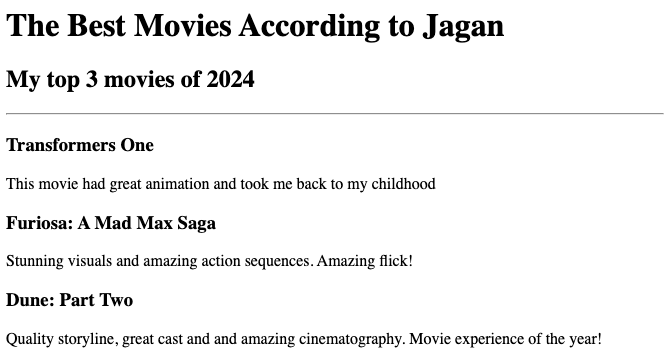 The Best Movies According to Jagan
My top 3 movies of 2024
Transformers One
This movie had great animation and took me back to my childhood
Furiosa: A Mad Max Saga
Stunning visuals and amazing action sequences. Amazing flick!
Dune: Part Two
Quality storyline, great cast and and amazing cinematography. Movie experience of the year!